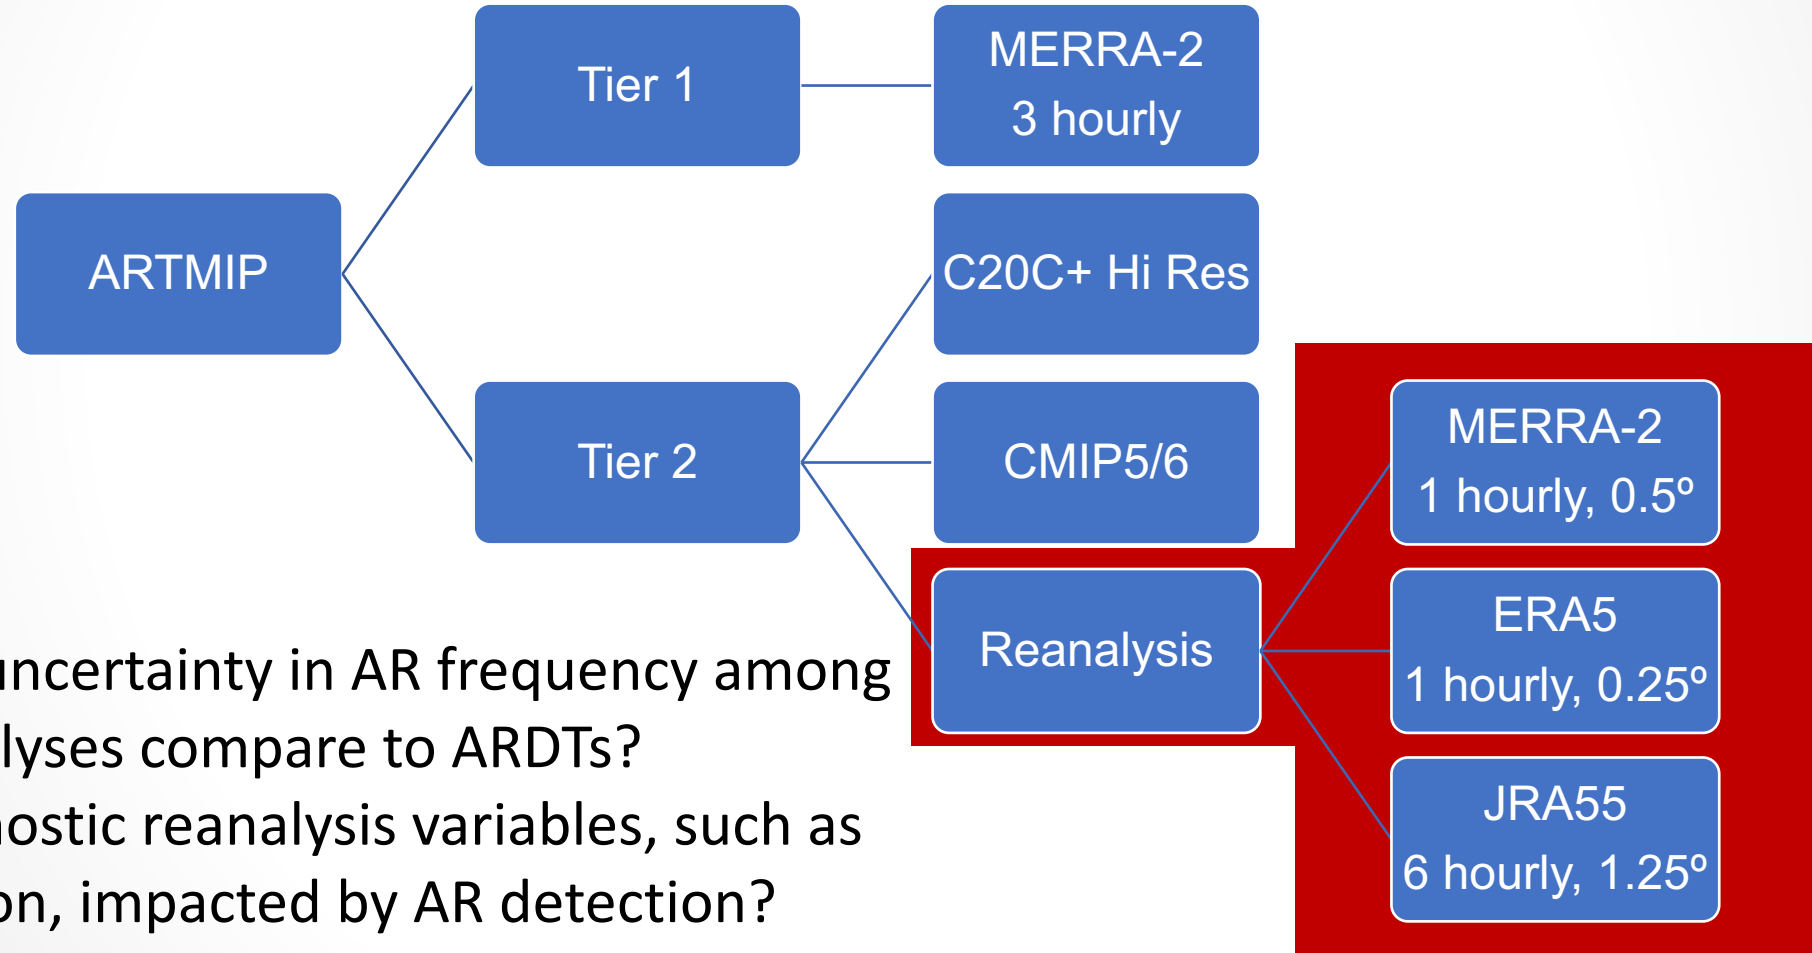 ARTMIP
Tier 1
MERRA-2
3 hourly
Tier 2
C20C+ Hi Res
CMIP5/6
Reanalysis
MERRA-2
1 hourly, 0.5º
ERA5
1 hourly, 0.25º
JRA55
6 hourly, 1.25º
uncertainty in AR frequency among
lyses compare to ARDTs?
nostic reanalysis variables, such as
on, impacted by AR detection?